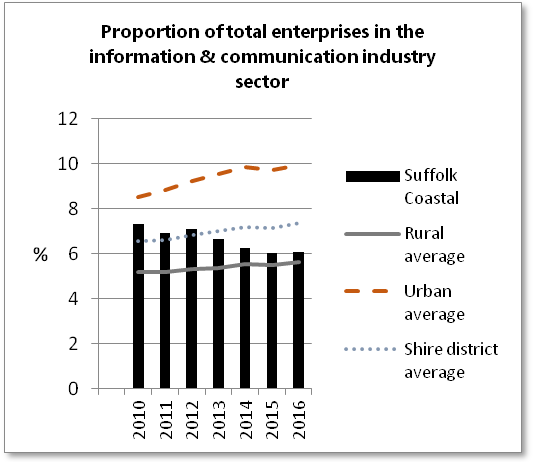 Proportion of total enterprises in the
information & communication industry
sector
12
10
8
6
4
2
0
%
2010
2011
2012
2013
2014
2015
2016
Suffolk
Coastal
Rural
average
Urban
average
Shire district
average